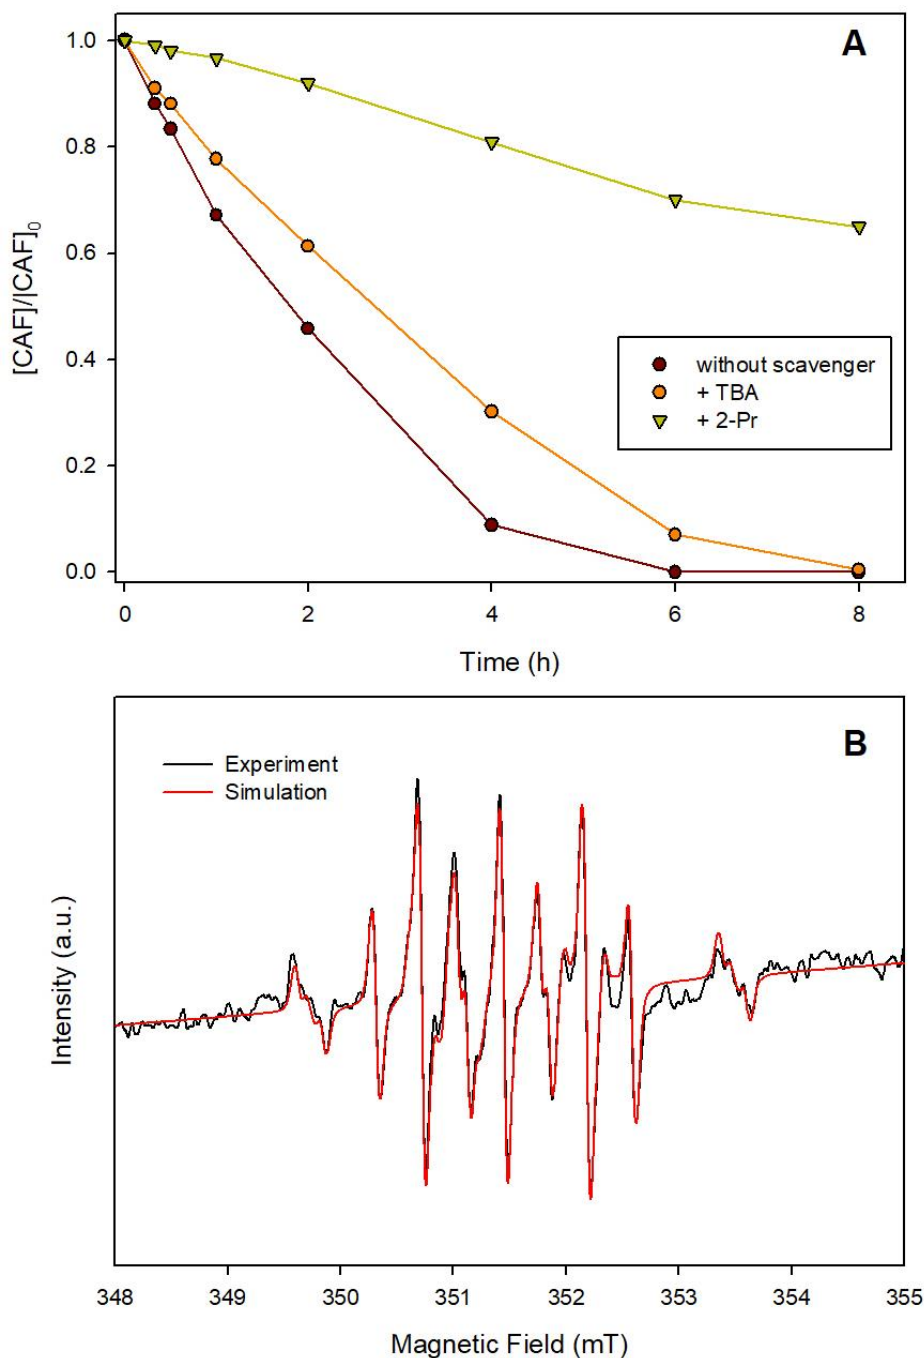 A
1.0
0.8
0.6
0.4
0.2
0.0
[CAF]/|CAF]0
without scavenger
+ TBA
+ 2-Pr
0 2 4 6 8
Time (h)
B
Experiment
Simulation
Intensity (a.u.)
348 349 350 351 352 353 354 355
Magnetic Field (mT)